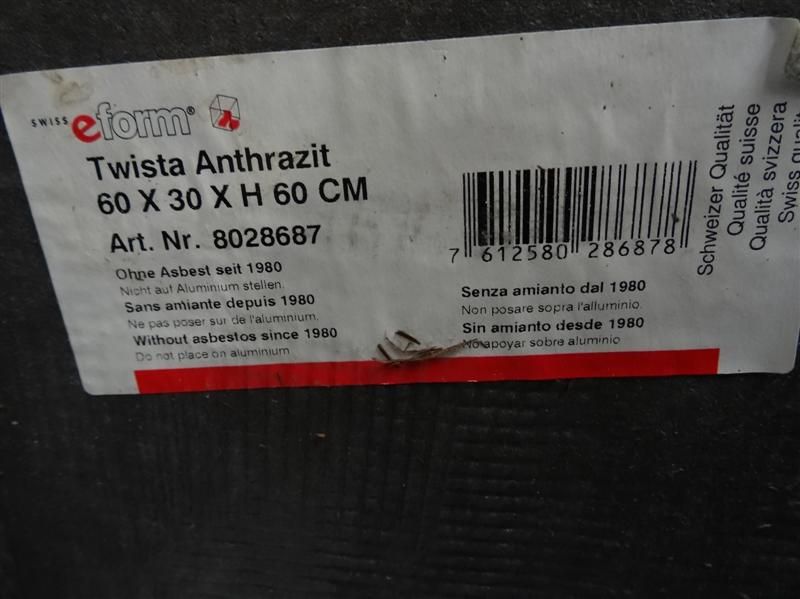 SWISS eform®
Twista Anthrazit
60 X 30 X H 60 CM
Art. Nr. 8028687
Ohne Asbest seit 1980
Nicht auf Aluminium stellen.
Sans amiante depuis 1980
Ne pas poser sur de l'aluminium.
Without asbestos since 1980
Do not place on aluminium
7 612580 286878
Senza amianto dal 1980
Non posare sopra l'alluminio.
Sin amianto desde 1980
No apoyar sobre aluminio
Schweizer Qualität
Qualité suisse
Qualità svizzera
Swiss quality